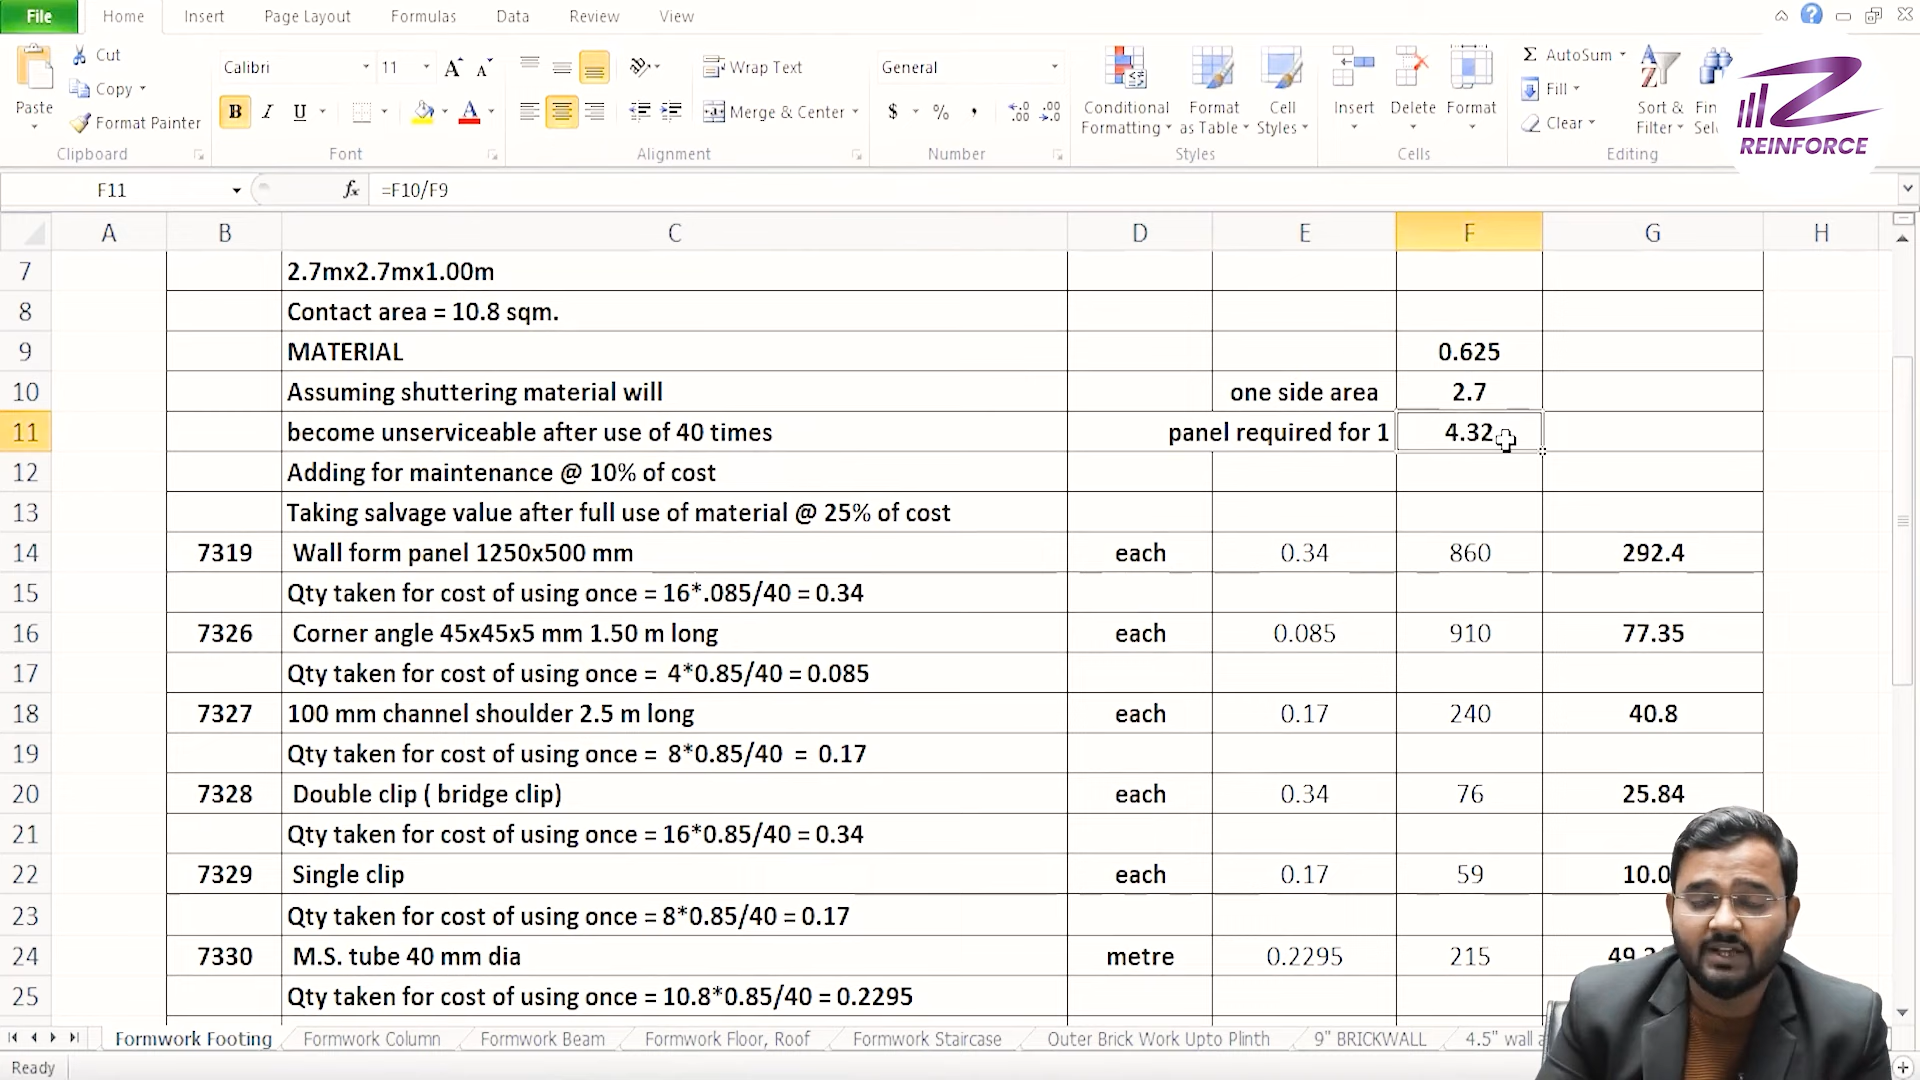 File Home Insert Page Layout Formulas Data Review View
Cut
Copy
Format Painter
Paste
Clipboard
Calibri 11
B I U
Font
Wrap Text
Merge & Center
Alignment
General
$ % ,
Number
Conditional Formatting
Format as Table
Cell Styles
Styles
Insert Delete Format
Cells
Σ AutoSum
Fill
Clear
Sort & Filter
Editing
REINFORCE
F11 fx =F10/F9
A B C D E F G H
7 2.7mx2.7mx1.00m
8 Contact area = 10.8 sqm.
9 MATERIAL 0.625
10 Assuming shuttering material will one side area 2.7
11 become unserviceable after use of 40 times panel required for 1 4.32
12 Adding for maintenance @ 10% of cost
13 Taking salvage value after full use of material @ 25% of cost
14 7319 Wall form panel 1250x500 mm each 0.34 860 292.4
15 Qty taken for cost of using once = 16*.085/40 = 0.34
16 7326 Corner angle 45x45x5 mm 1.50 m long each 0.085 910 77.35
17 Qty taken for cost of using once = 4*0.85/40 = 0.085
18 7327 100 mm channel shoulder 2.5 m long each 0.17 240 40.8
19 Qty taken for cost of using once = 8*0.85/40 = 0.17
20 7328 Double clip ( bridge clip) each 0.34 76 25.84
21 Qty taken for cost of using once = 16*0.85/40 = 0.34
22 7329 Single clip each 0.17 59 10.0
23 Qty taken for cost of using once = 8*0.85/40 = 0.17
24 7330 M.S. tube 40 mm dia metre 0.2295 215
25 Qty taken for cost of using once = 10.8*0.85/40 = 0.2295
Formwork Footing Formwork Column Formwork Beam Formwork Floor, Roof Formwork Staircase Outer Brick Work Upto Plinth 9" BRICKWALL 4.5" wall
Ready